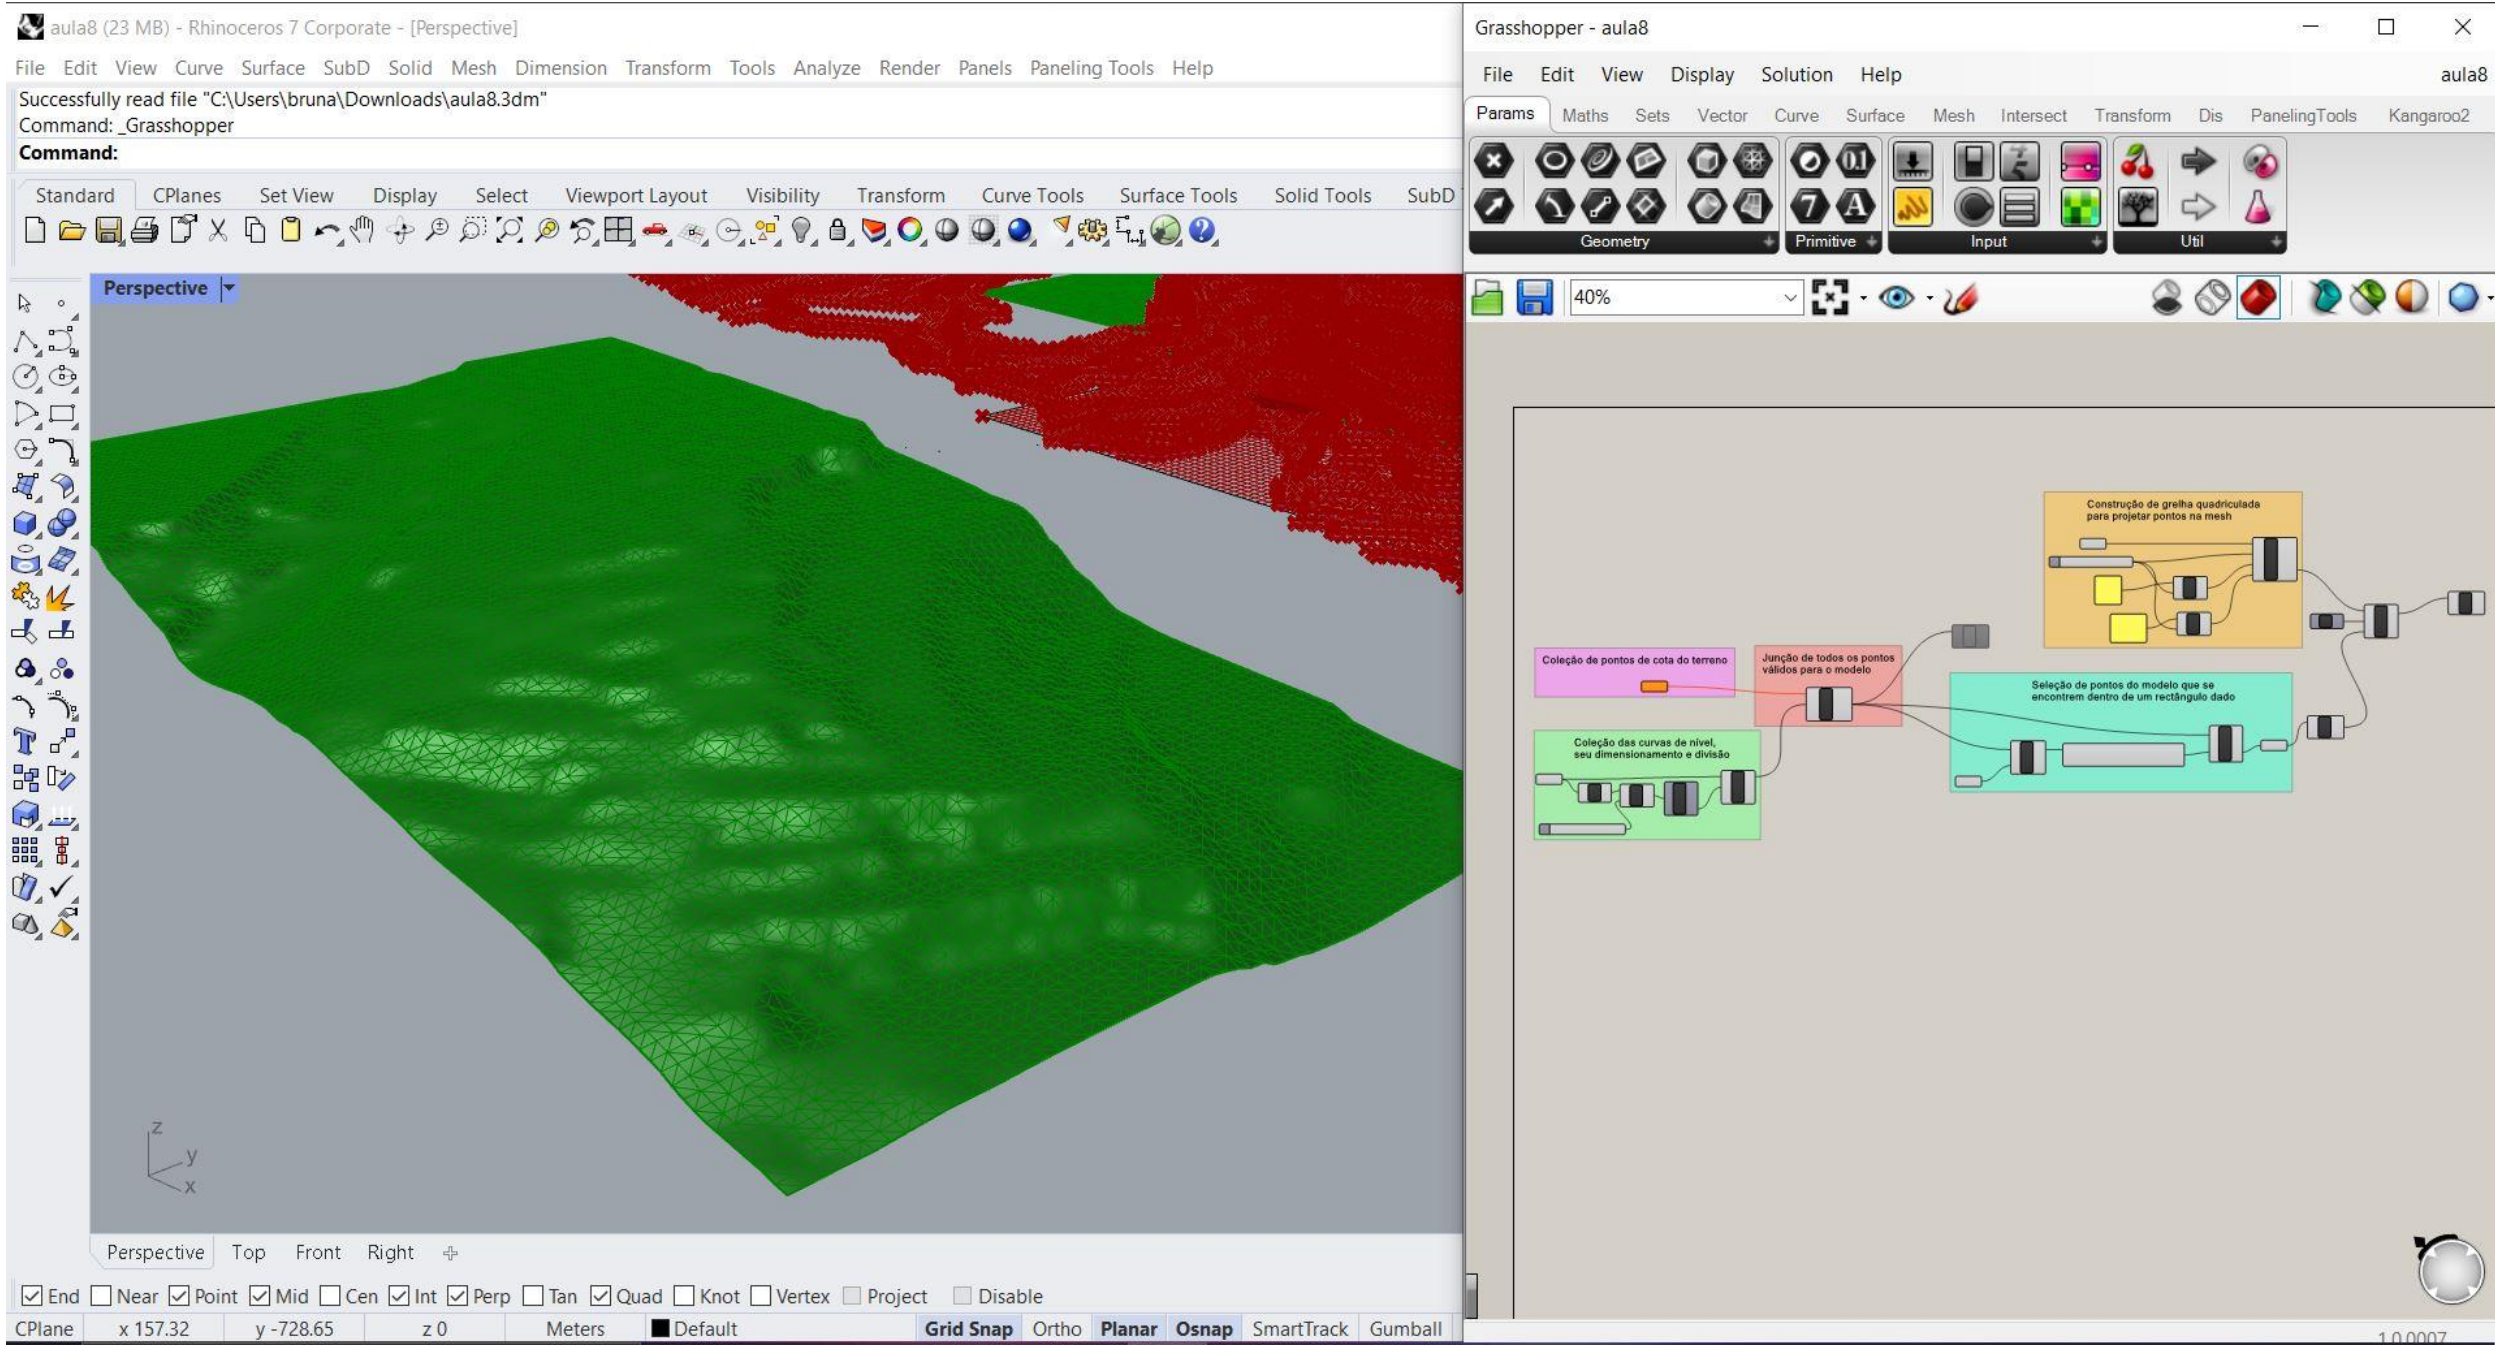 aula8 (23 MB) - Rhinoceros 7 Corporate - [Perspective]
File Edit View Curve Surface SubD Solid Mesh Dimension Transform Tools Analyze Render Panels Paneling Tools Help
Successfully read file "C:\Users\bruna\Downloads\aula8.3dm"
Command: _Grasshopper
Command:
Standard CPlanes Set View Display Select Viewport Layout Visibility Transform Curve Tools Surface Tools Solid Tools SubD
Perspective
z
y
x
Perspective Top Front Right
End Near Point Mid Cen Int Perp Tan Quad Knot Vertex Project Disable
CPlane x 157.32 y -728.65 z 0 Meters Default Grid Snap Ortho Planar Osnap SmartTrack Gumball
Grasshopper - aula8
File Edit View Display Solution Help aula8
Params Maths Sets Vector Curve Surface Mesh Intersect Transform Dis PanelingTools Kangaroo2
Geometry Primitive Input Util
40%
Construção de grelha quadriculada
para projetar pontos na mesh
Coleção de pontos de cota do terreno
Junção de todos os pontos
válidos para o modelo
Seleção de pontos do modelo que se
encontrem dentro de um rectângulo dado
Coleção das curvas de nível,
seu dimensionamento e divisão
1.0.0007